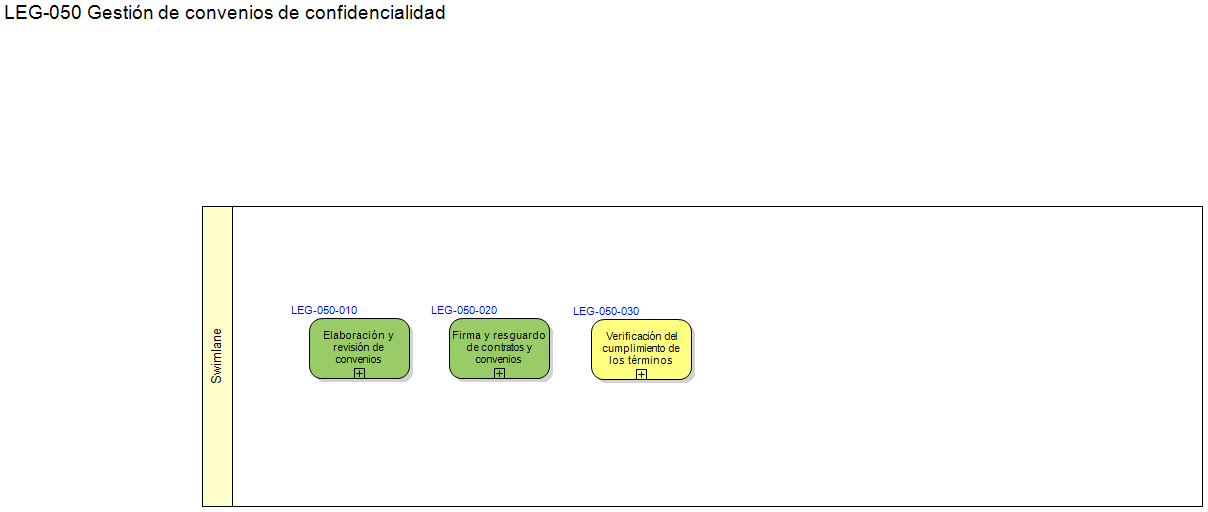 LEG-050 Gestión de convenios de confidencialidad
Swimlane
LEG-050-010
Elaboración y
revisión de
convenios
LEG-050-020
Firma y resguardo
de contratos y
convenios
LEG-050-030
Verificación del
cumplimiento de
los términos